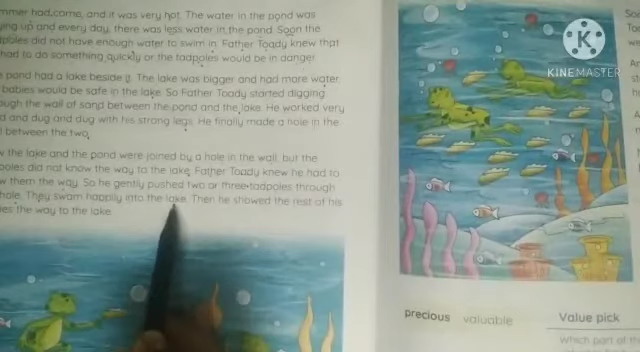 mmer had come, and it was very hot. The water in the pond was
ying up and every day, there was less water in the pond. Soon the
dpoles did not have enough water to swim in. Father Toady knew that
had to do something quickly or the tadpoles would be in danger.
e pond had a lake beside it. The lake was bigger and had more water.
babies would be safe in the lake. So Father Toady started digging
ough the wall of sand between the pond and the lake. He worked very
d and dug and dug with his strong legs. He finally made a hole in the
l between the two.
w the lake and the pond were joined by a hole in the wall, but the
poles did not know the way to the lake. Father Toady knew he had to
w them the way. So he gently pushed two or three tadpoles through
hole. They swam happily into the lake. Then he showed the rest of his
ies the way to the lake.
KINEMASTER
precious valuable
Value pick
Which part of th